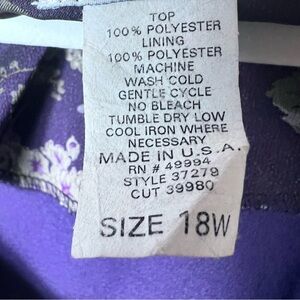 TOP
100% POLYESTER
LINING
100% POLYESTER
MACHINE
WASH COLD
GENTLE CYCLE
NO BLEACH
TUMBLE DRY LOW
COOL IRON WHERE
NECESSARY
MADE IN U.S.A.
RN # 49994
STYLE 37279
CUT 39980
SIZE 18W